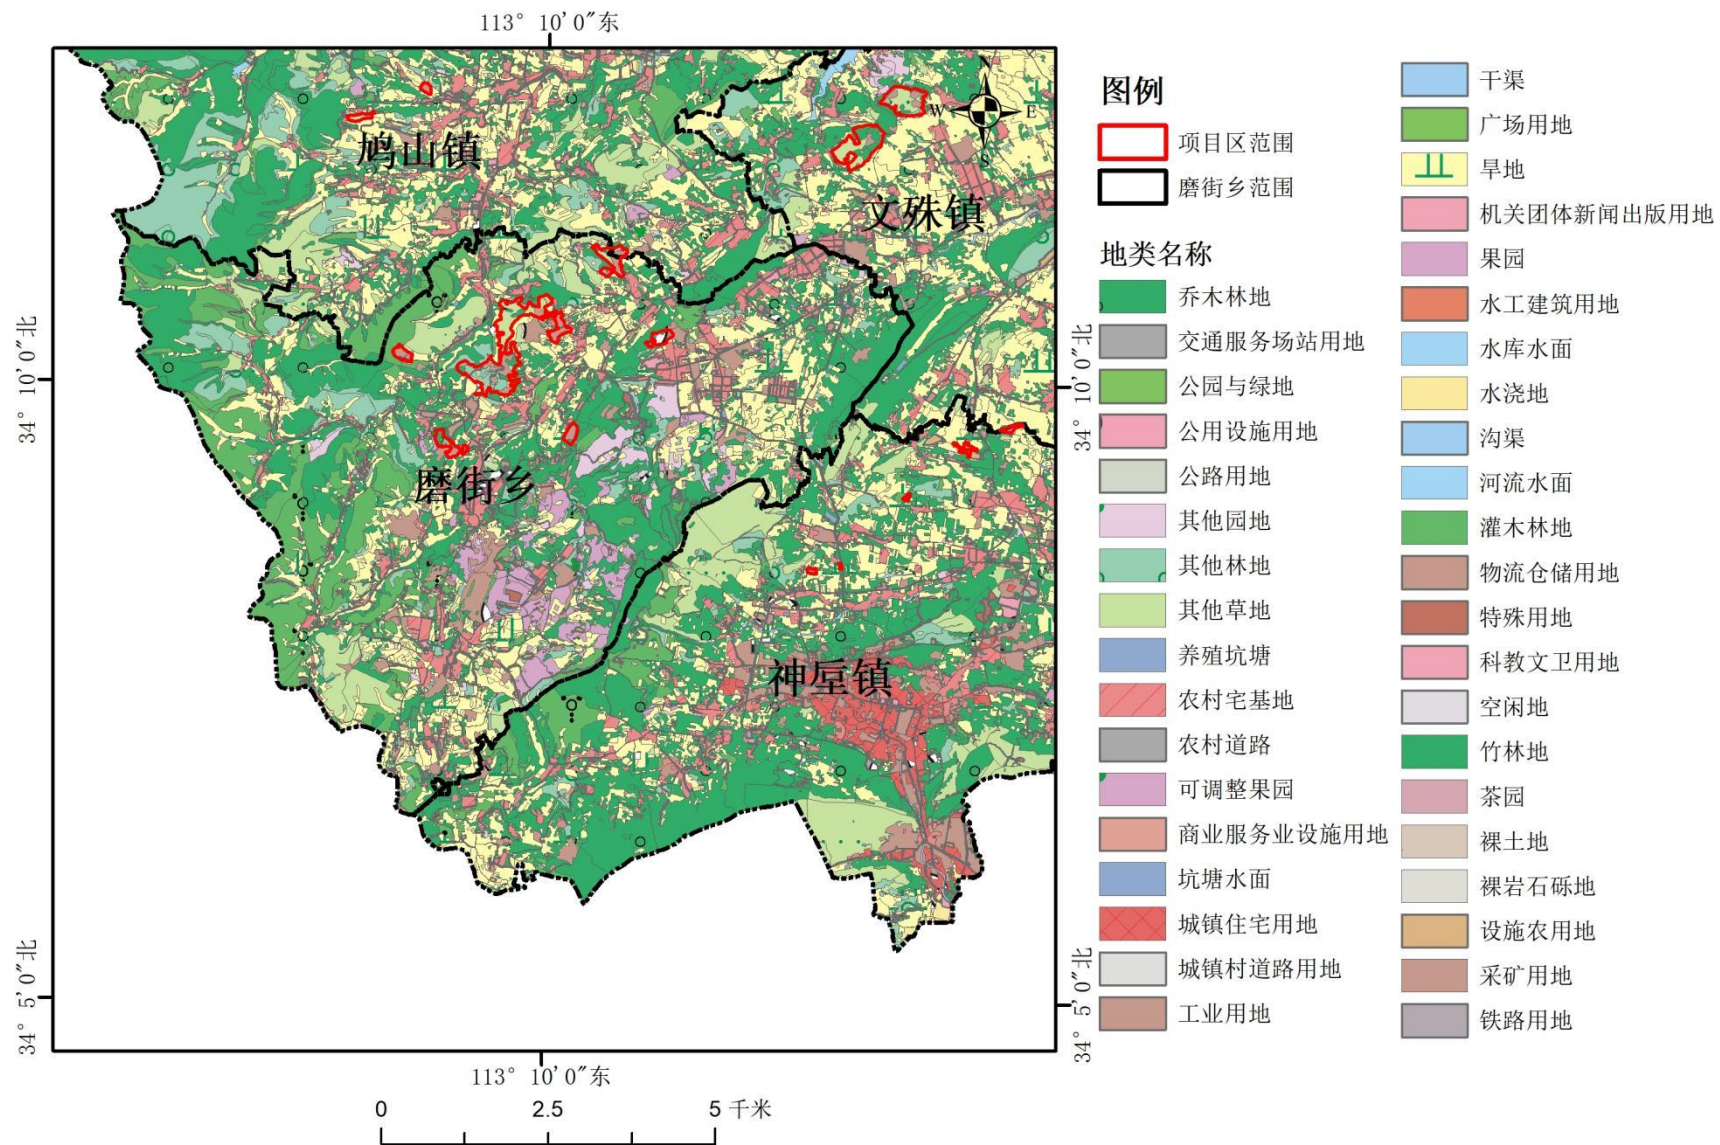 113° 10′0″东
N
W
E
S
鸠山镇
文殊镇
磨街乡
神垕镇
34° 10′0″北
34° 10′0″北
34° 5′0″北
34° 5′0″北
113° 10′0″东
0 2.5 5 千米
图例
项目区范围
磨街乡范围
地类名称
乔木林地
交通服务场站用地
公园与绿地
公用设施用地
公路用地
其他园地
其他林地
其他草地
养殖坑塘
农村宅基地
农村道路
可调整果园
商业服务业设施用地
坑塘水面
城镇住宅用地
城镇村道路用地
工业用地
干渠
广场用地
旱地
机关团体新闻出版用地
果园
水工建筑用地
水库水面
水浇地
沟渠
河流水面
灌木林地
物流仓储用地
特殊用地
科教文卫用地
空闲地
竹林地
茶园
裸土地
裸岩石砾地
设施农用地
采矿用地
铁路用地